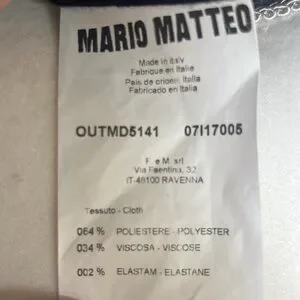 MARIO MATTEO
Made in Italy
Fabrique en Italie
Pais de origen: Italia
Fabricado en Italia
OUTMD5141 07I17005
F. e M. srl
Via Faentina, 32
IT-48100 RAVENNA
Tessuto - Cloth
064 % POLIESTERE - POLYESTER
034 % VISCOSA - VISCOSE
002 % ELASTAM - ELASTANE